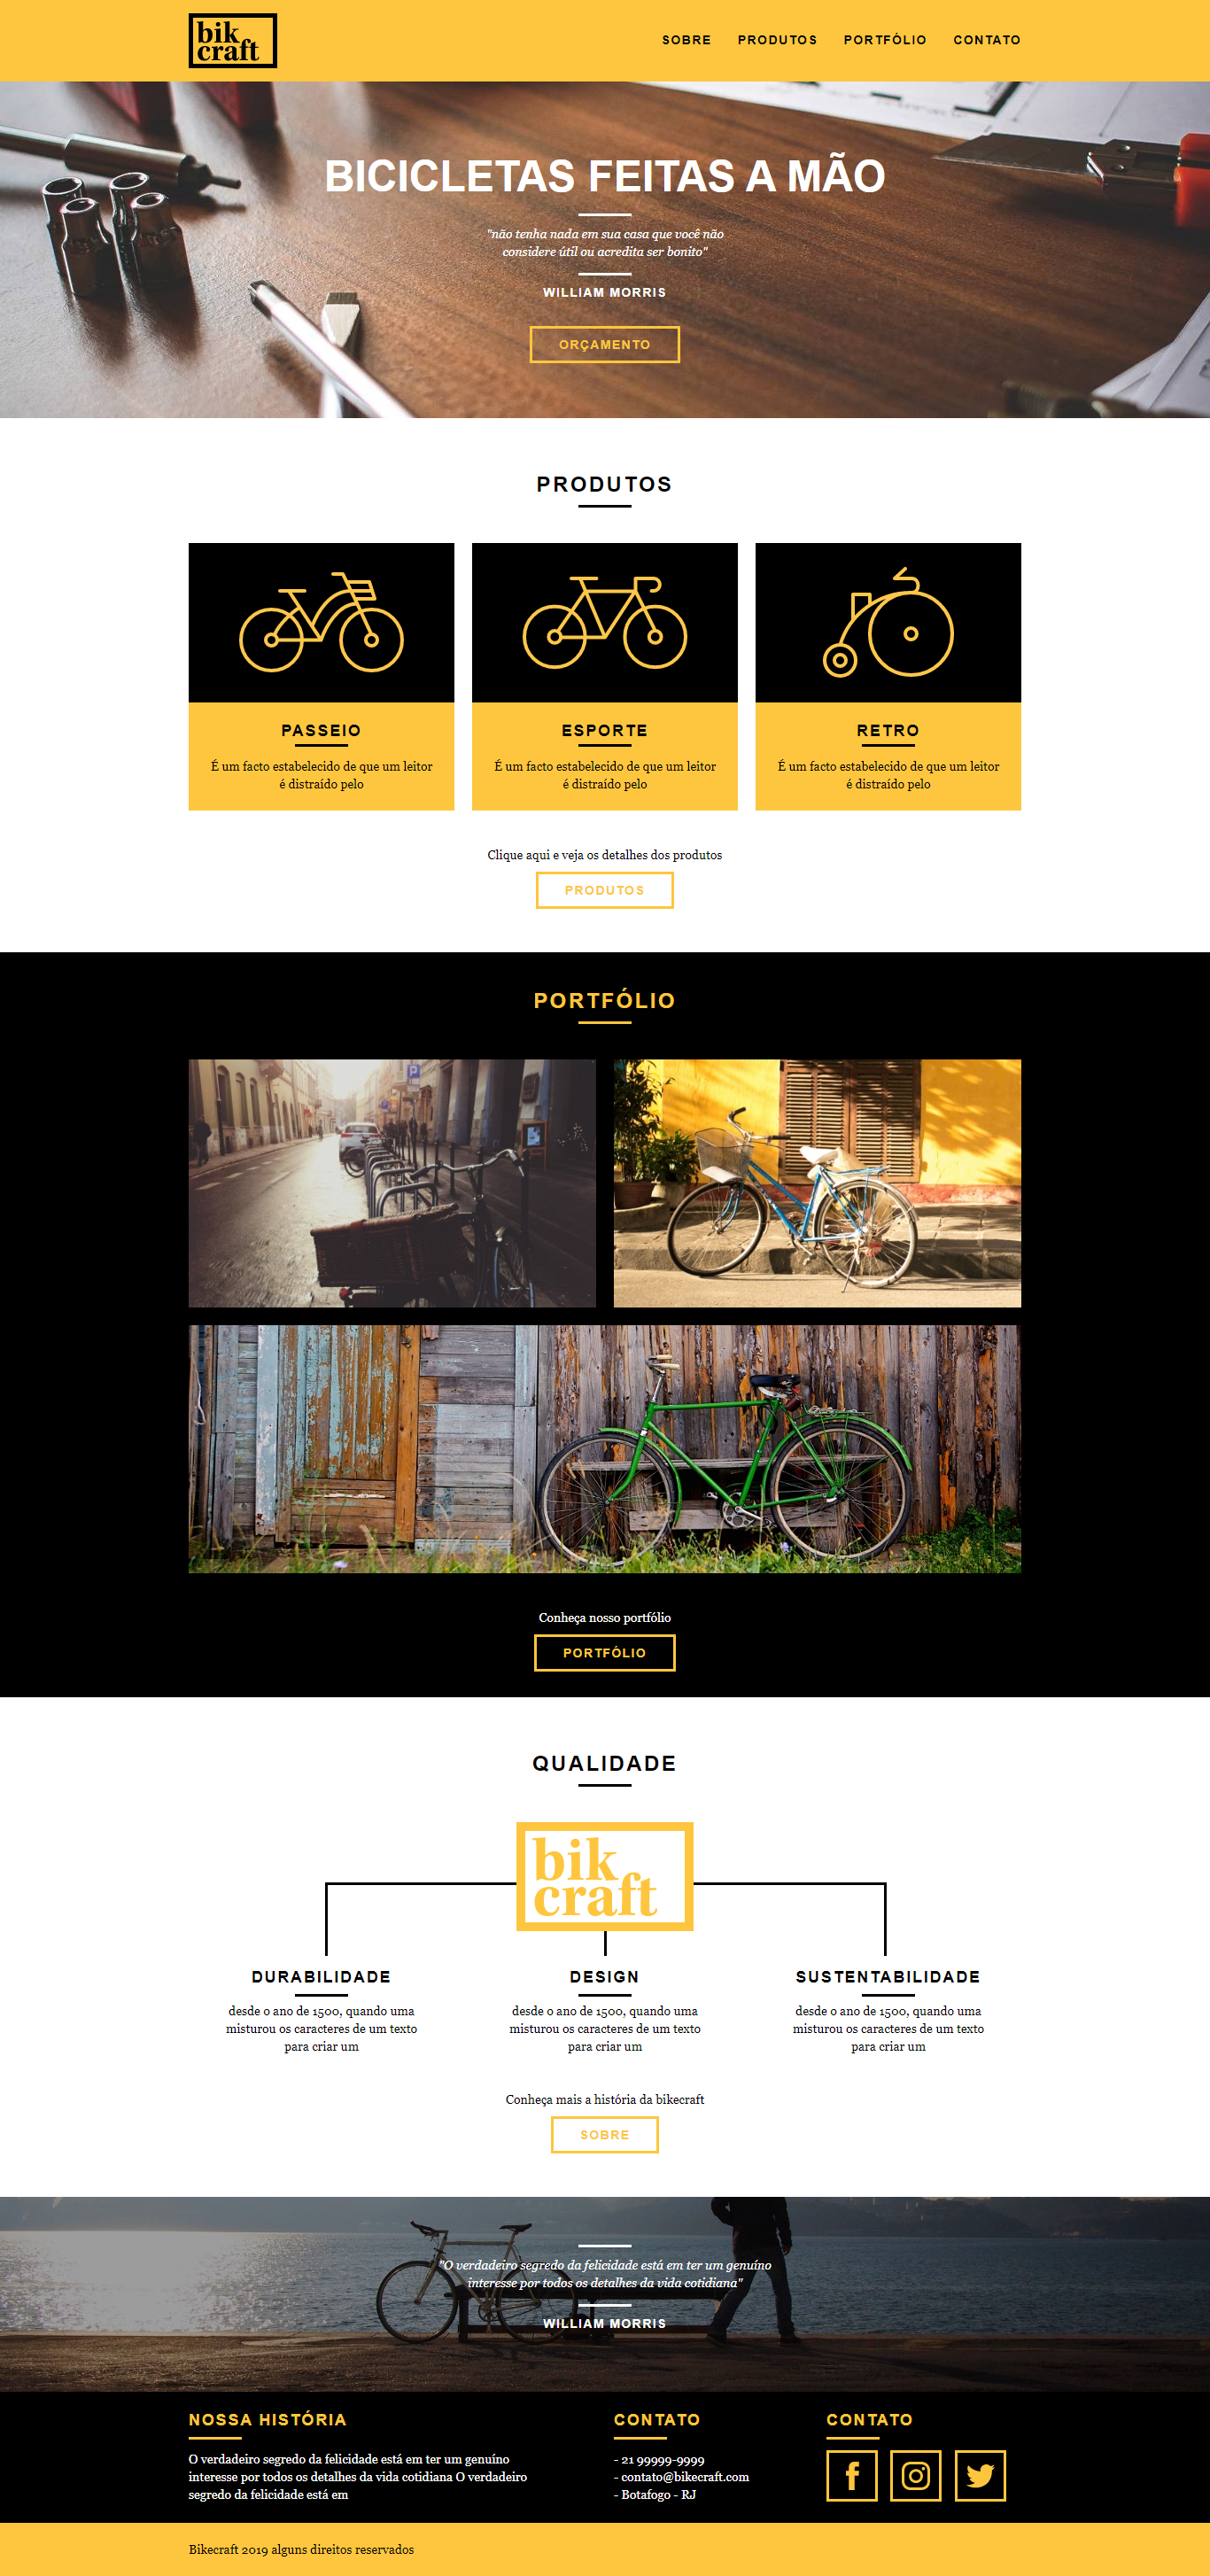 bik
craft
SOBRE PRODUTOS PORTFÓLIO CONTATO
BICICLETAS FEITAS A MÃO
"não tenha nada em sua casa que você não
considere útil ou acredita ser bonito"
WILLIAM MORRIS
ORÇAMENTO
PRODUTOS
PASSEIO
É um facto estabelecido de que um leitor
é distraído pelo
ESPORTE
É um facto estabelecido de que um leitor
é distraído pelo
RETRO
É um facto estabelecido de que um leitor
é distraído pelo
Clique aqui e veja os detalhes dos produtos
PRODUTOS
PORTFÓLIO
P
Conheça nosso portfólio
PORTFÓLIO
QUALIDADE
bik
craft
DURABILIDADE
desde o ano de 1500, quando uma
misturou os caracteres de um texto
para criar um
DESIGN
desde o ano de 1500, quando uma
misturou os caracteres de um texto
para criar um
SUSTENTABILIDADE
desde o ano de 1500, quando uma
misturou os caracteres de um texto
para criar um
Conheça mais a história da bikecraft
SOBRE
"O verdadeiro segredo da felicidade está em ter um genuíno
interesse por todos os detalhes da vida cotidiana"
WILLIAM MORRIS
NOSSA HISTÓRIA
O verdadeiro segredo da felicidade está em ter um genuíno
interesse por todos os detalhes da vida cotidiana O verdadeiro
segredo da felicidade está em
CONTATO
- 21 99999-9999
- contato@bikecraft.com
- Botafogo - RJ
CONTATO
Bikecraft 2019 alguns direitos reservados